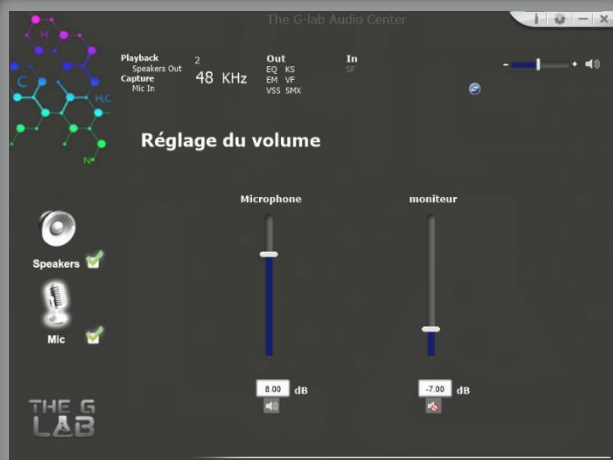 The G-lab Audio Center
H
C
H,C
N
Playback 2
Speakers Out
Capture
Mic In
48 KHz
Out
EQ KS
EM VF
VSS SMX
In
SF
- +
Réglage du volume
Microphone
moniteur
Speakers
Mic
8.00 dB
-7.00 dB
THE G
LAB